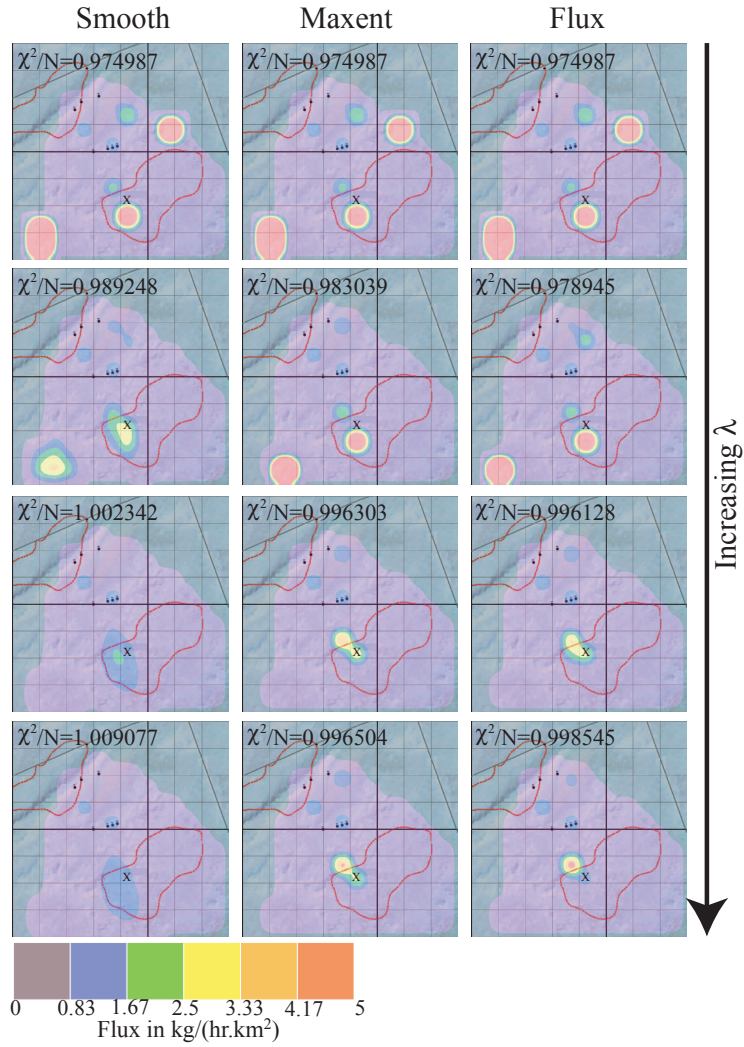 Smooth Maxent Flux
χ²/N=0.974987 χ²/N=0.974987 χ²/N=0.974987
x x x
χ²/N=0.989248 χ²/N=0.983039 χ²/N=0.978945
x x x
χ²/N=1.002342 χ²/N=0.996303 χ²/N=0.996128
x x x
χ²/N=1.009077 χ²/N=0.996504 χ²/N=0.998545
x x x
Increasing λ
0 0.83 1.67 2.5 3.33 4.17 5
Flux in kg/(hr.km²)